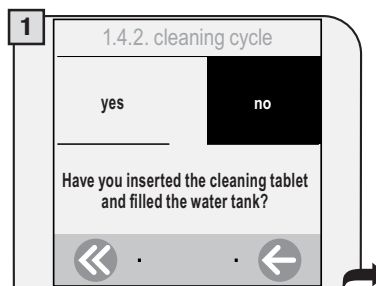 1
1.4.2. cleaning cycle
yes no
Have you inserted the cleaning tablet
and filled the water tank?